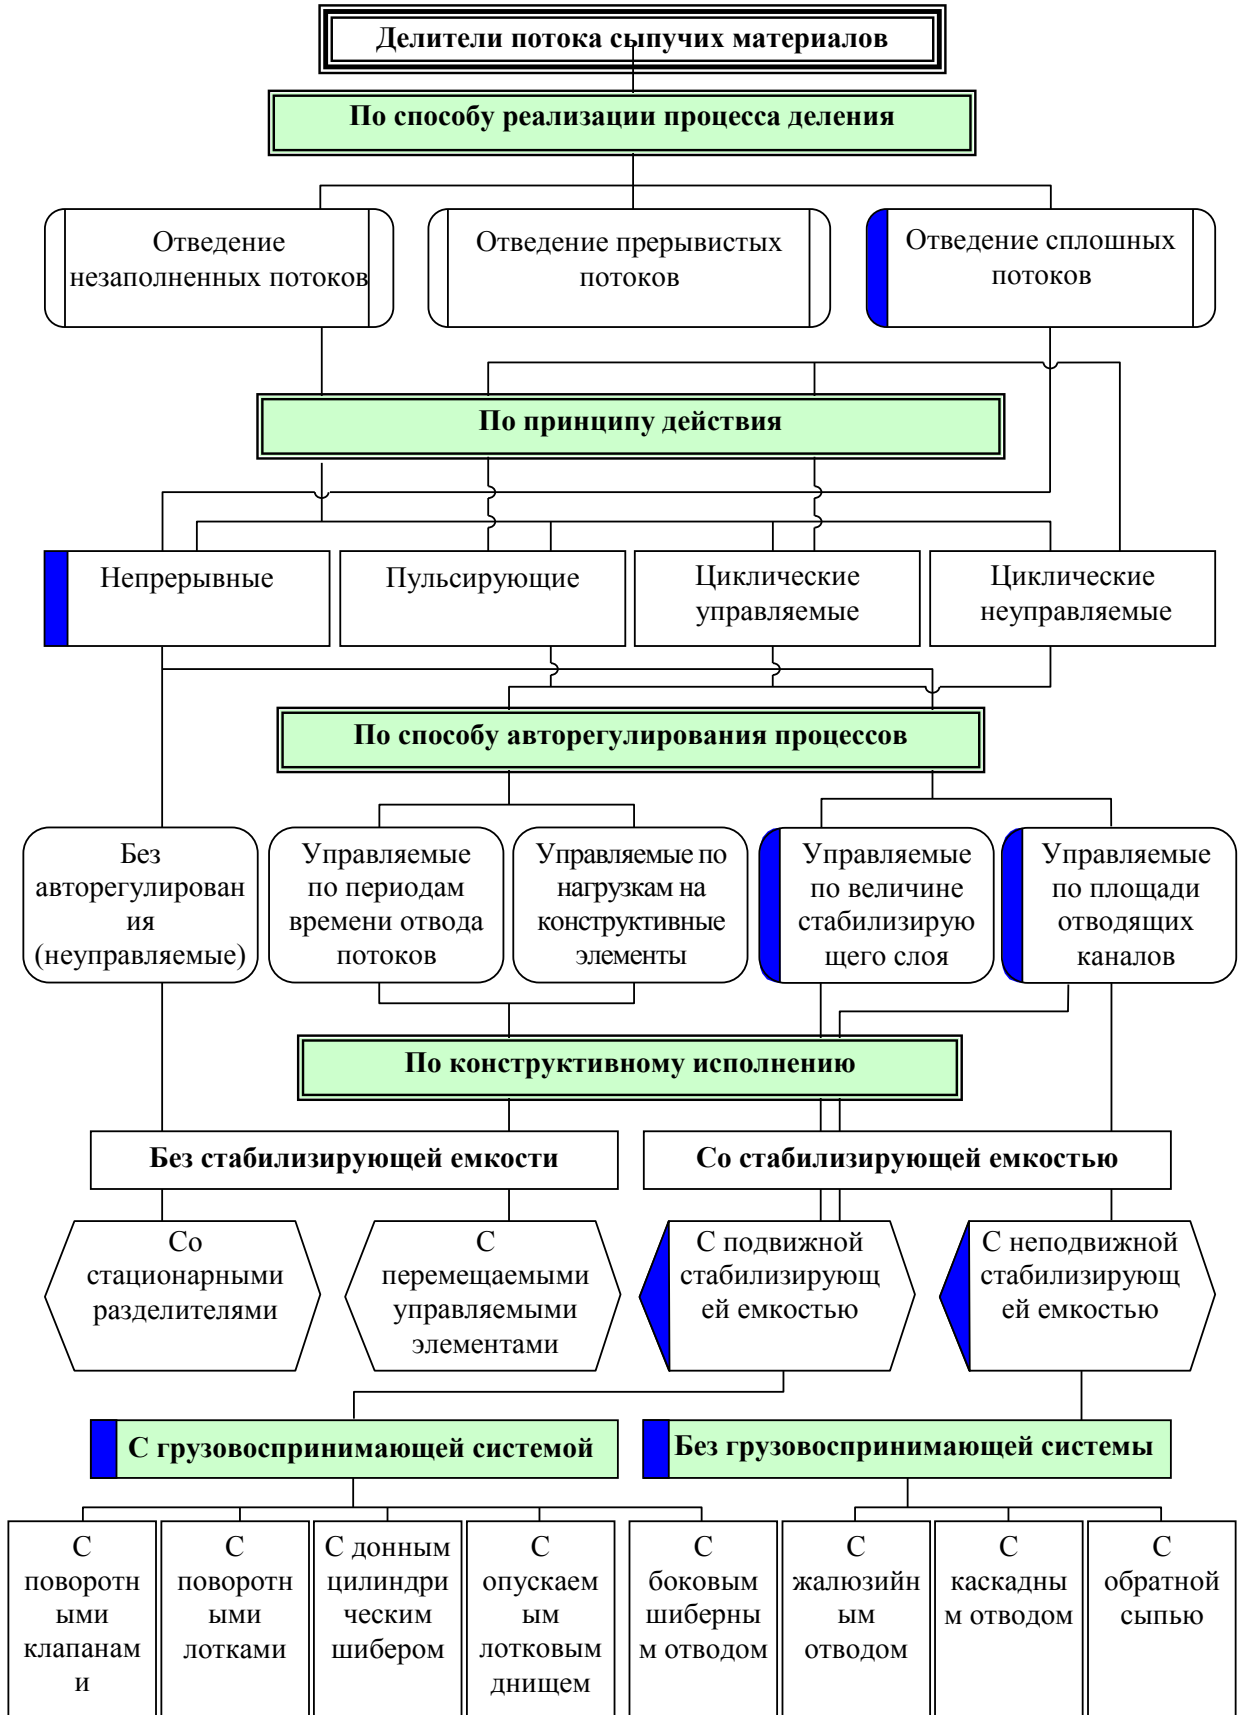 Делители потока сыпучих материалов
По способу реализации процесса деления
Отведение
незаполненных потоков
Отведение прерывистых
потоков
Отведение сплошных
потоков
По принципу действия
Непрерывные
Пульсирующие
Циклические
управляемые
Циклические
неуправляемые
По способу авторегулирования процессов
Без
авторегулирован
ия
(неуправляемые)
Управляемые
по периодам
времени отвода
потоков
Управляемые по
нагрузкам на
конструктивные
элементы
Управляемые
по величине
стабилизирую
щего слоя
Управляемые
по площади
отводящих
каналов
По конструктивному исполнению
Без стабилизирующей емкости
Со стабилизирующей емкостью
Со
стационарными
разделителями
С
перемещаемыми
управляемыми
элементами
С подвижной
стабилизирующ
ей емкостью
С неподвижной
стабилизирующ
ей емкостью
С грузовоспринимающей системой
Без грузовоспринимающей системы
С
поворотн
ыми
клапанам
и
С
поворотн
ыми
лотками
С донным
цилиндри
ческим
шибером
С
опускаем
ым
лотковым
днищем
С
боковым
шиберны
м отводом
С
жалюзийн
ым
отводом
С
каскадны
м отводом
С
обратной
сыпью